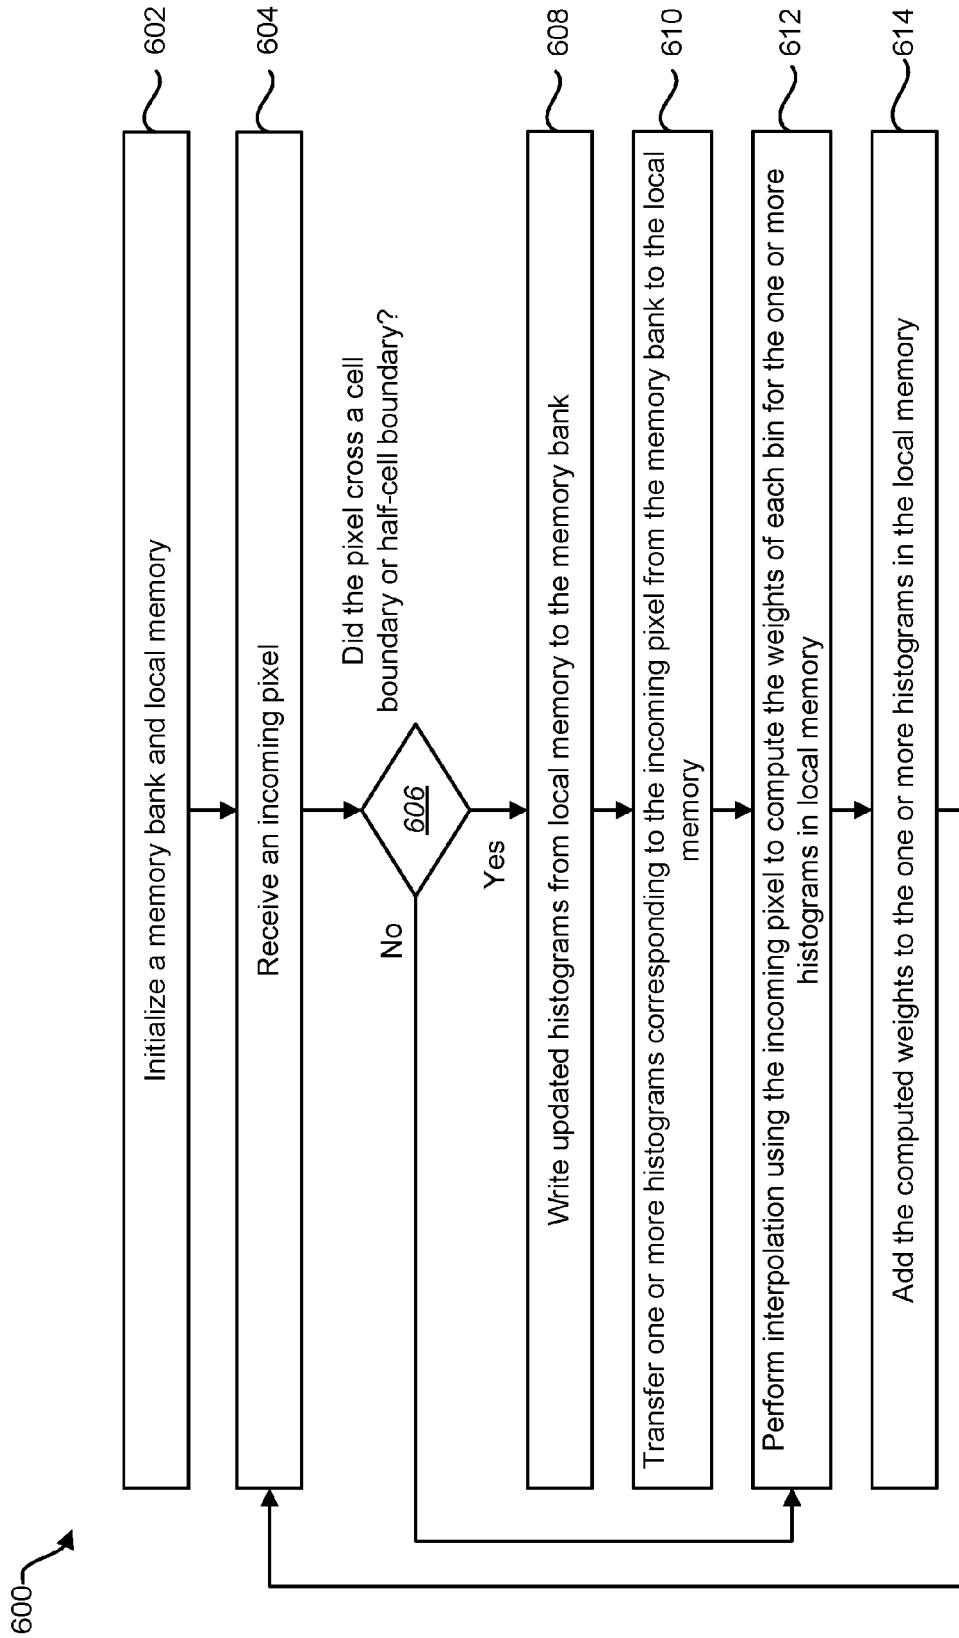 600
Initialize a memory bank and local memory
602
Receive an incoming pixel
604
Did the pixel cross a cell
boundary or half-cell boundary?
606
No
Yes
Write updated histograms from local memory to the memory bank
608
Transfer one or more histograms corresponding to the incoming pixel from the memory bank to the local
memory
610
Perform interpolation using the incoming pixel to compute the weights of each bin for the one or more
histograms in local memory
612
Add the computed weights to the one or more histograms in the local memory
614